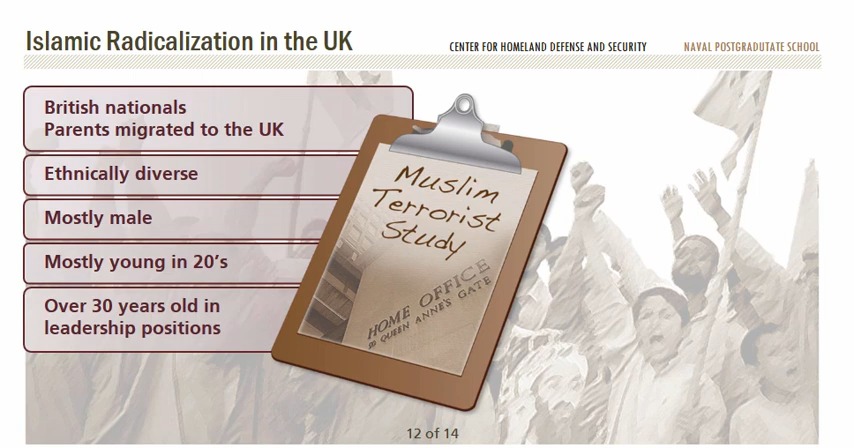 Islamic Radicalization in the UK
CENTER FOR HOMELAND DEFENSE AND SECURITY
NAVAL POSTGRADUTATE SCHOOL
British nationals
Parents migrated to the UK
Ethnically diverse
Mostly male
Mostly young in 20's
Over 30 years old in
leadership positions
Muslim
Terrorist
Study
HOME OFFICE
QUEEN ANNE'S GATE
12 of 14